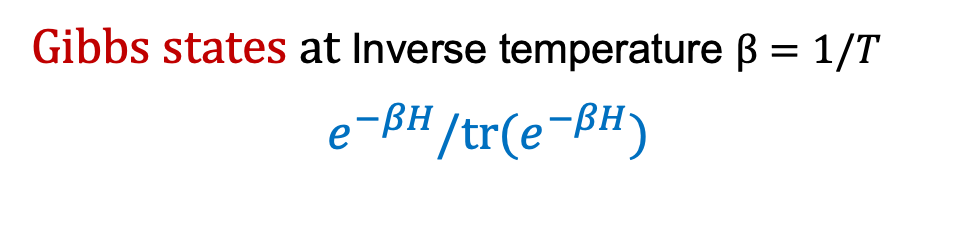 Gibbs states at Inverse temperature β = 1/T
e^{-βH}/tr(e^{-βH})